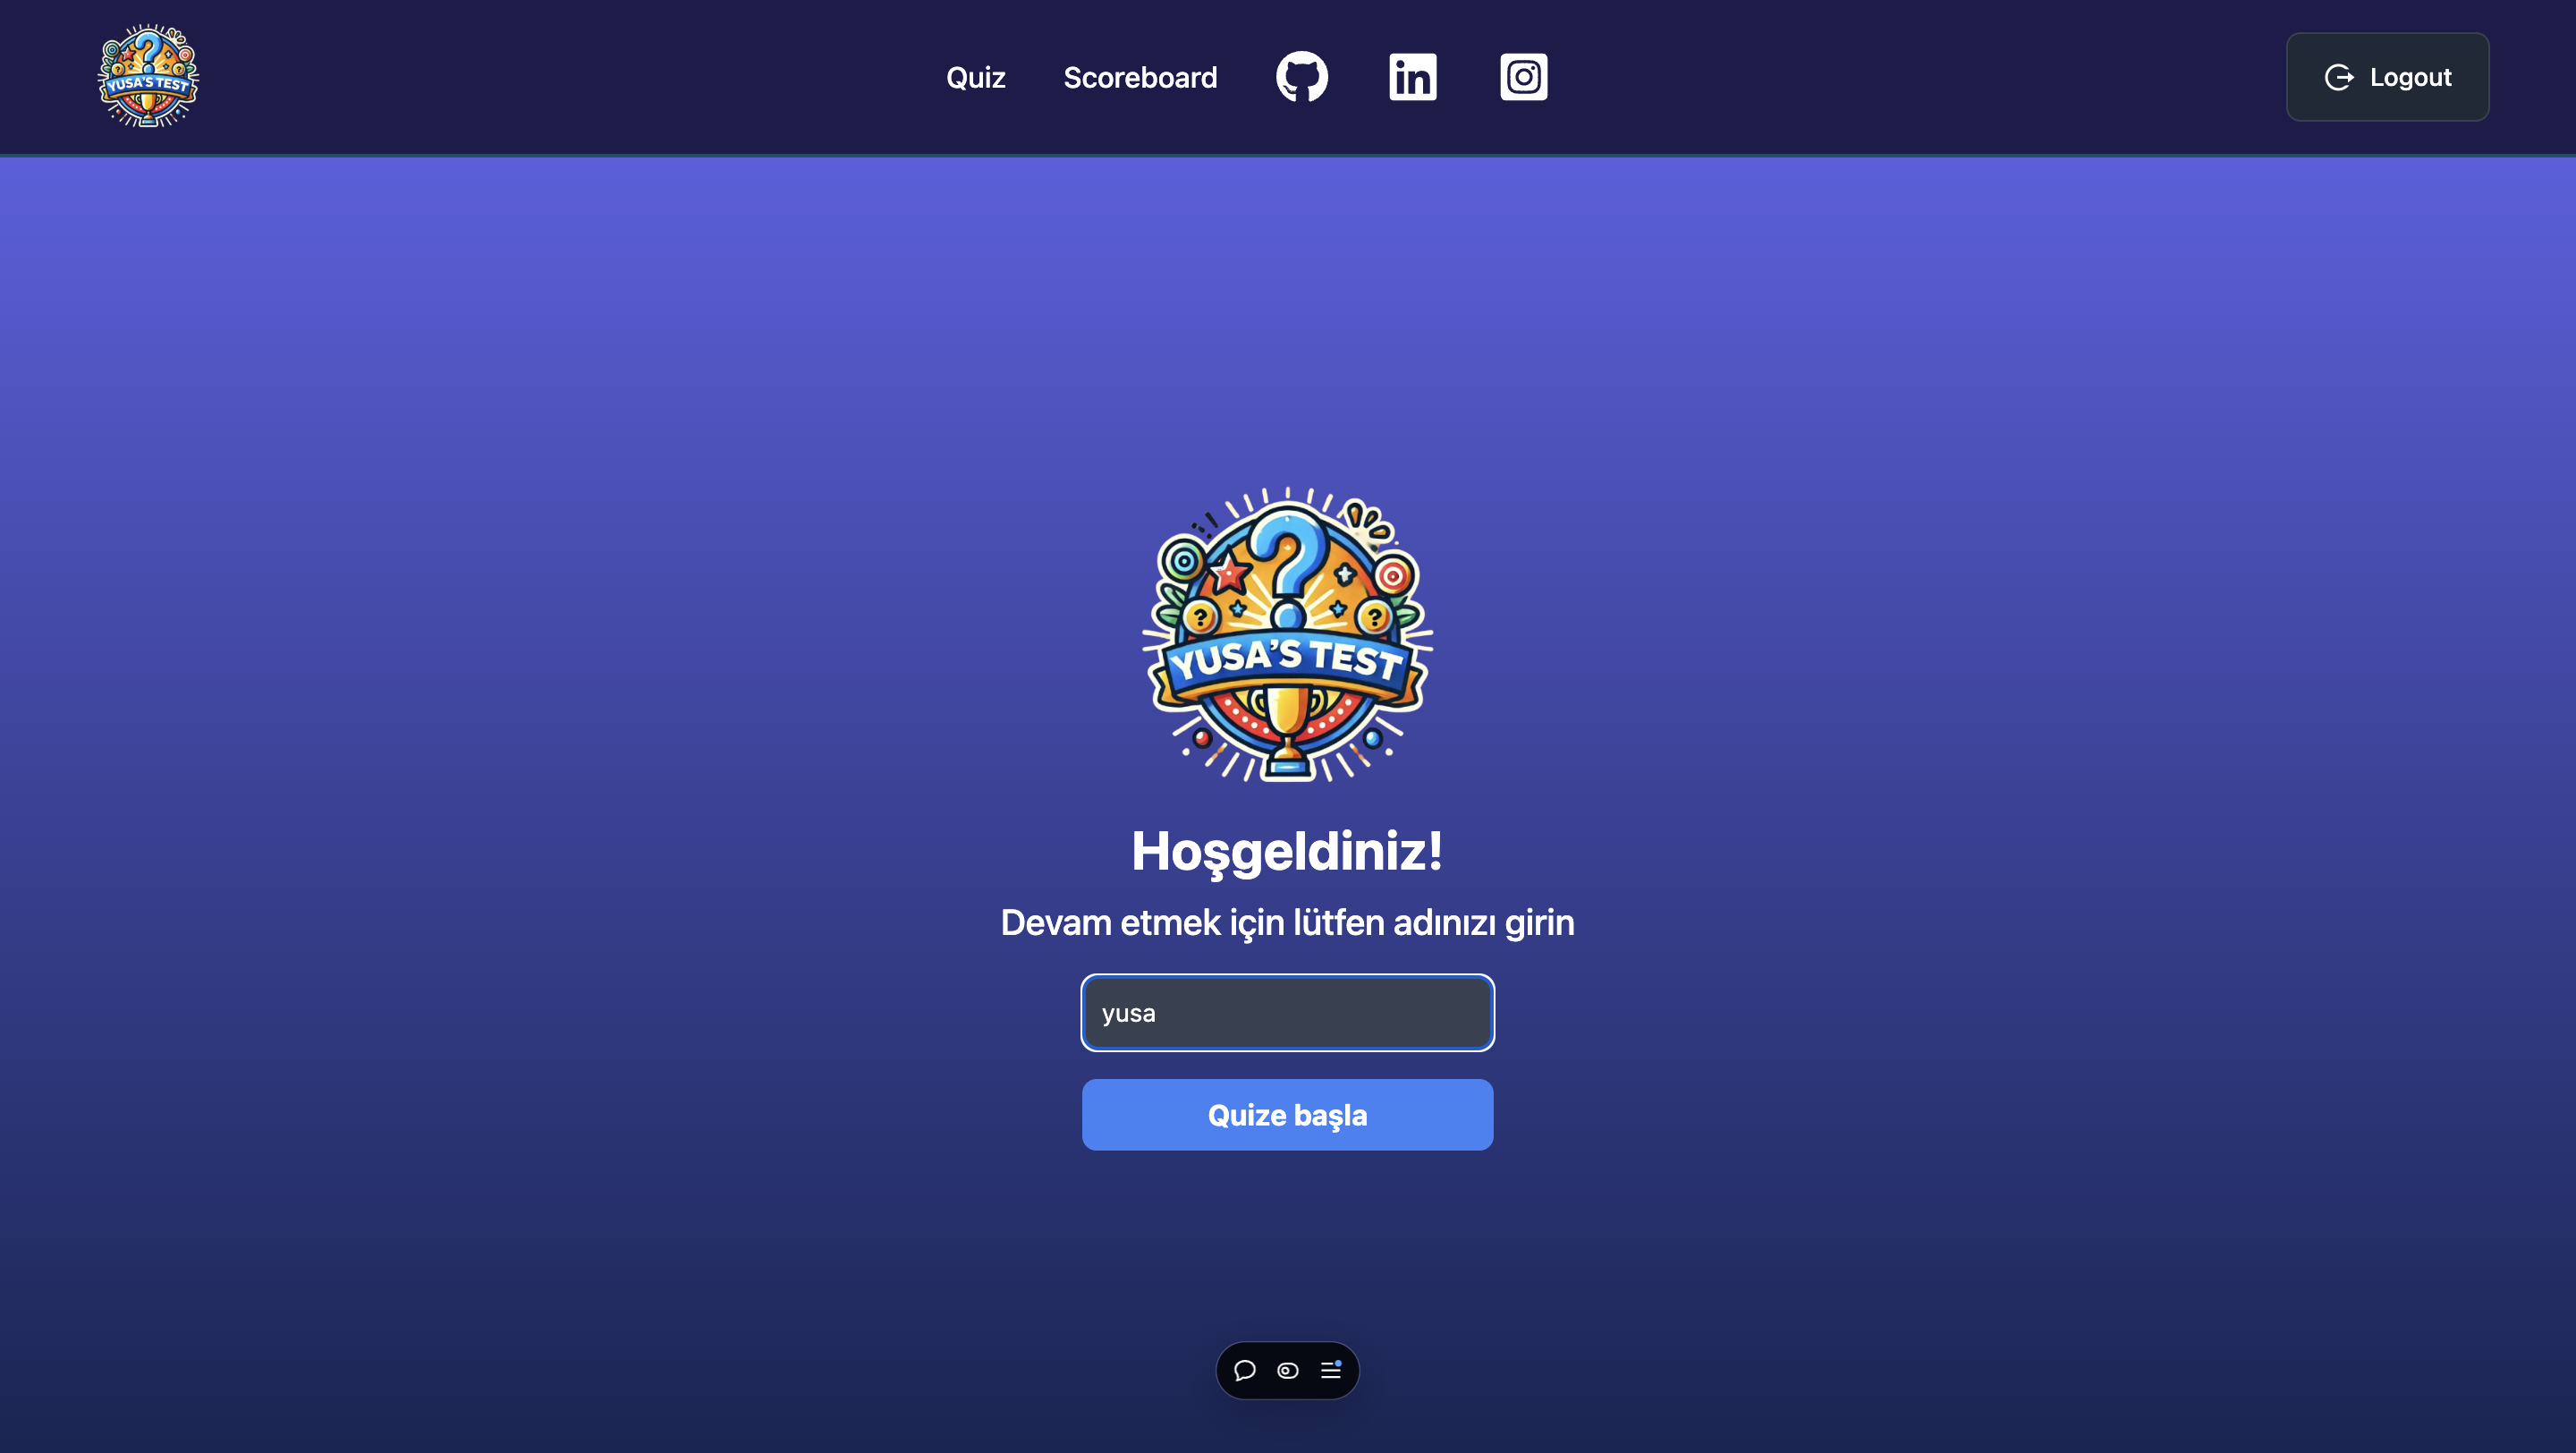 YUSA'S TEST
Quiz
Scoreboard
Logout
YUSA'S TEST
Hoşgeldiniz!
Devam etmek için lütfen adınızı girin
yusa
Quize başla